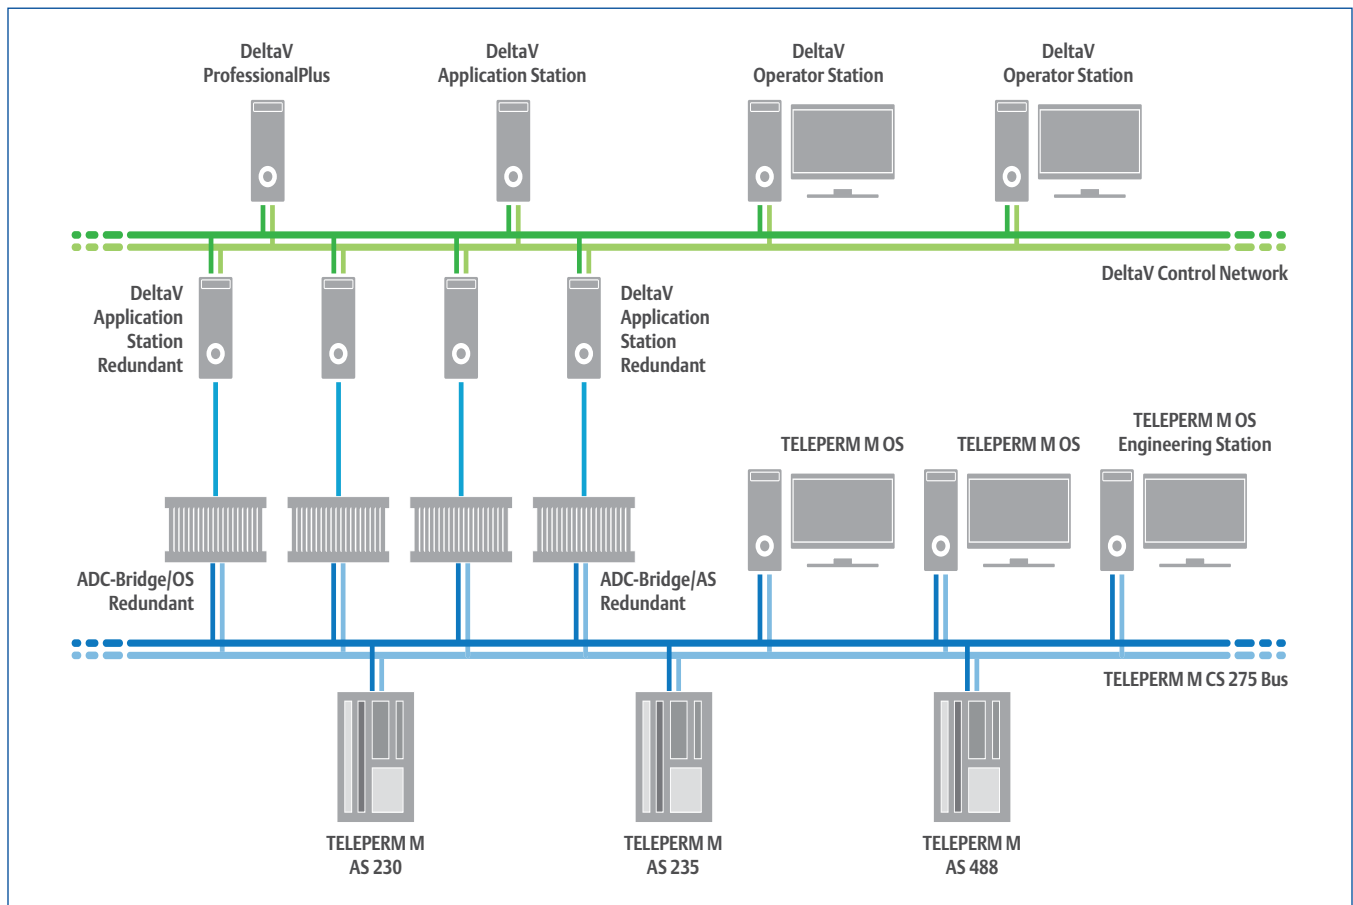 DeltaV
ProfessionalPlus
DeltaV
Application Station
DeltaV
Operator Station
DeltaV
Operator Station
DeltaV Control Network
DeltaV
Application
Station
Redundant
DeltaV
Application
Station
Redundant
TELEPERM M OS
TELEPERM M OS
TELEPERM M OS
Engineering Station
ADC-Bridge/OS
Redundant
ADC-Bridge/AS
Redundant
TELEPERM M CS 275 Bus
TELEPERM M
AS 230
TELEPERM M
AS 235
TELEPERM M
AS 488